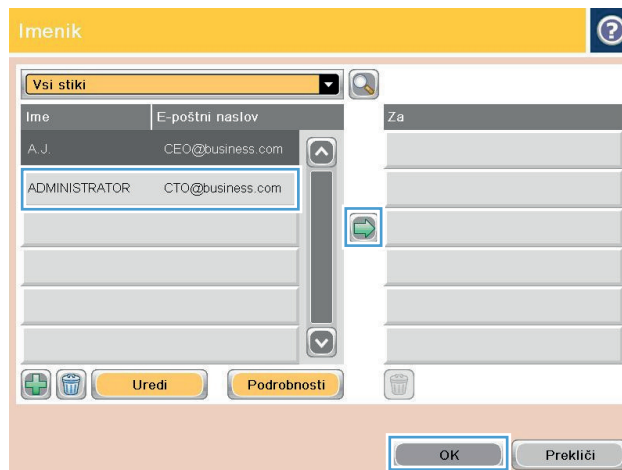 Imenik
Vsi stiki
Ime E-poštni naslov Za
A.J. CEO@business.com
ADMINISTRATOR CTO@business.com
Uredi Podrobnosti
OK Prekliči